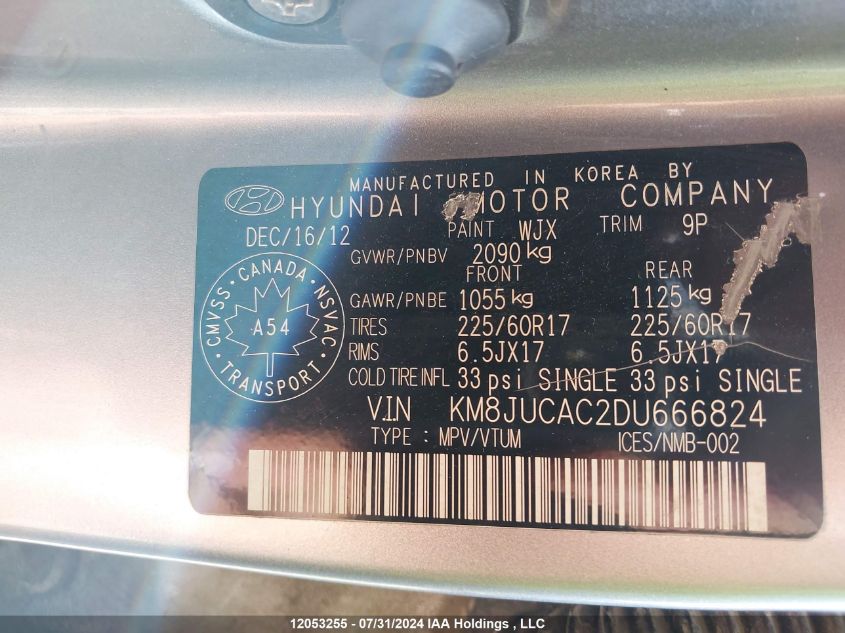 MANUFACTURED IN KOREA BY
HYUNDAI MOTOR COMPANY
DEC/16/12 PAINT WJX TRIM 9P
GVWR/PNBV 2090 kg
FRONT REAR
GAWR/PNBE 1055 kg 1125 kg
TIRES 225/60R17 225/60R17
RIMS 6.5JX17 6.5JX17
COLD TIRE INFL 33 psi SINGLE 33 psi SINGLE
V.I.N KM8JUCAC2DU666824
TYPE : MPV/VTUM ICES/NMB-002
CMVSS · CANADA · NSVAC
A54
· TRANSPORT ·
12053255 - 07/31/2024 IAA Holdings , LLC